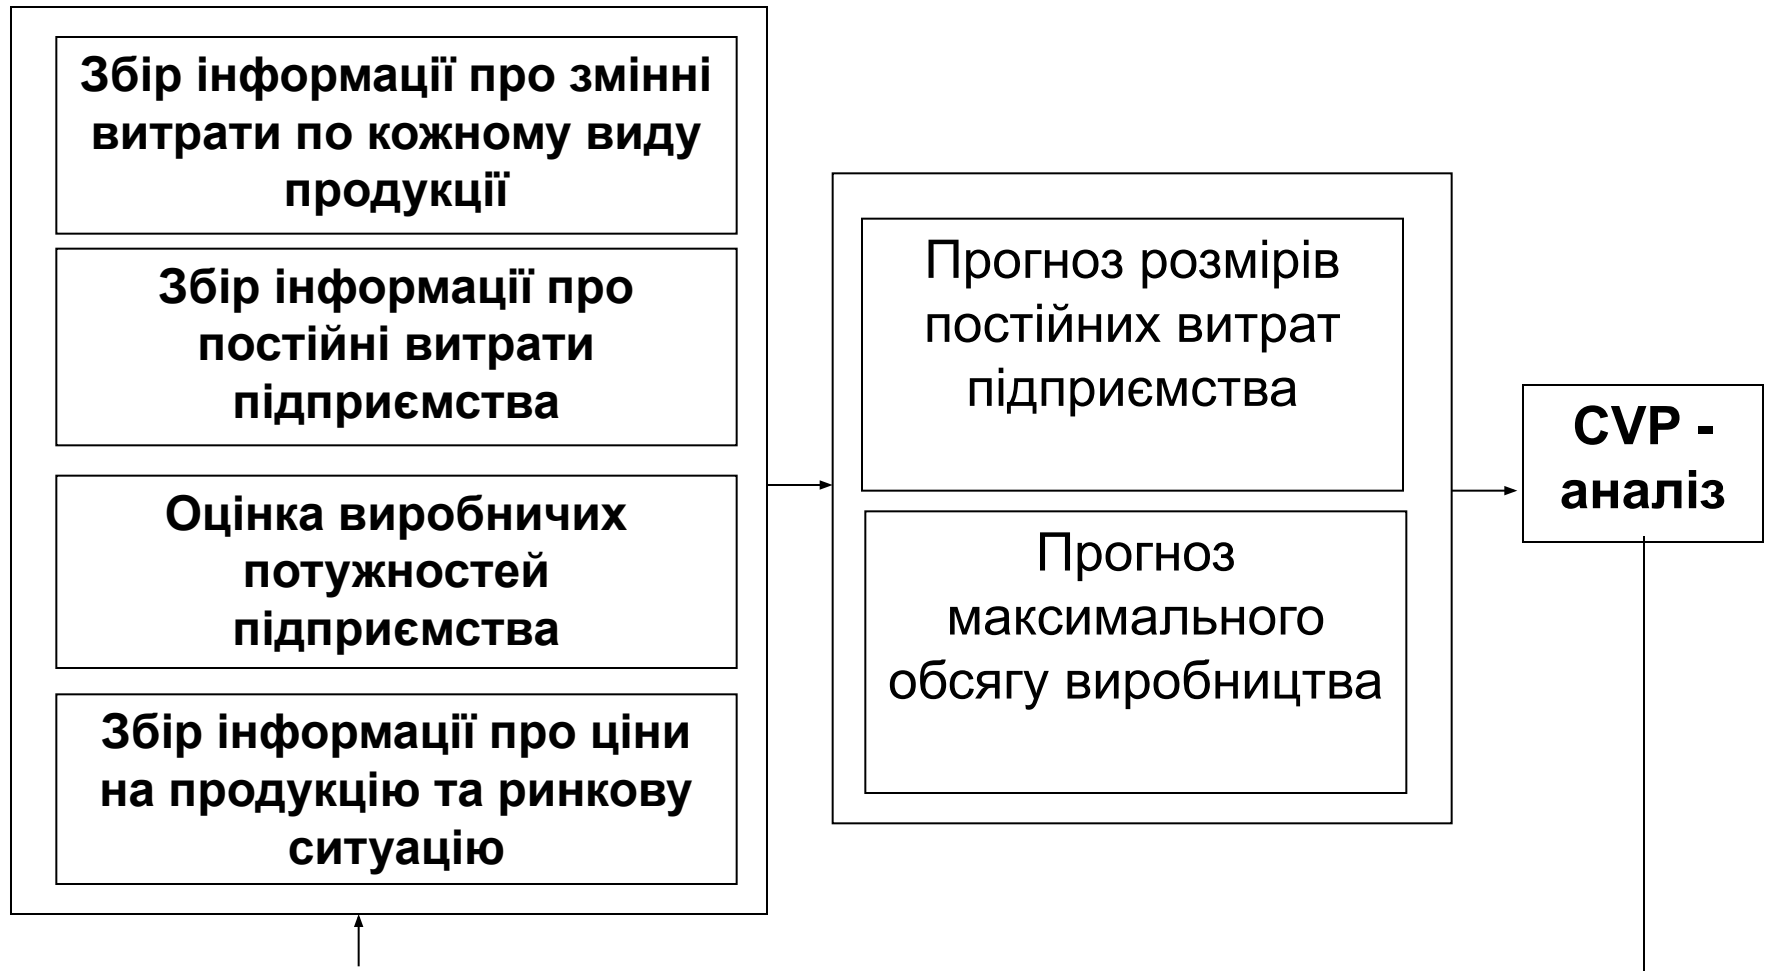 Збір інформації про змінні
витрати по кожному виду
продукції
Збір інформації про
постійні витрати
підприємства
Оцінка виробничих
потужностей
підприємства
Збір інформації про ціни
на продукцію та ринкову
ситуацію
Прогноз розмірів
постійних витрат
підприємства
Прогноз
максимального
обсягу виробництва
CVP -
аналіз